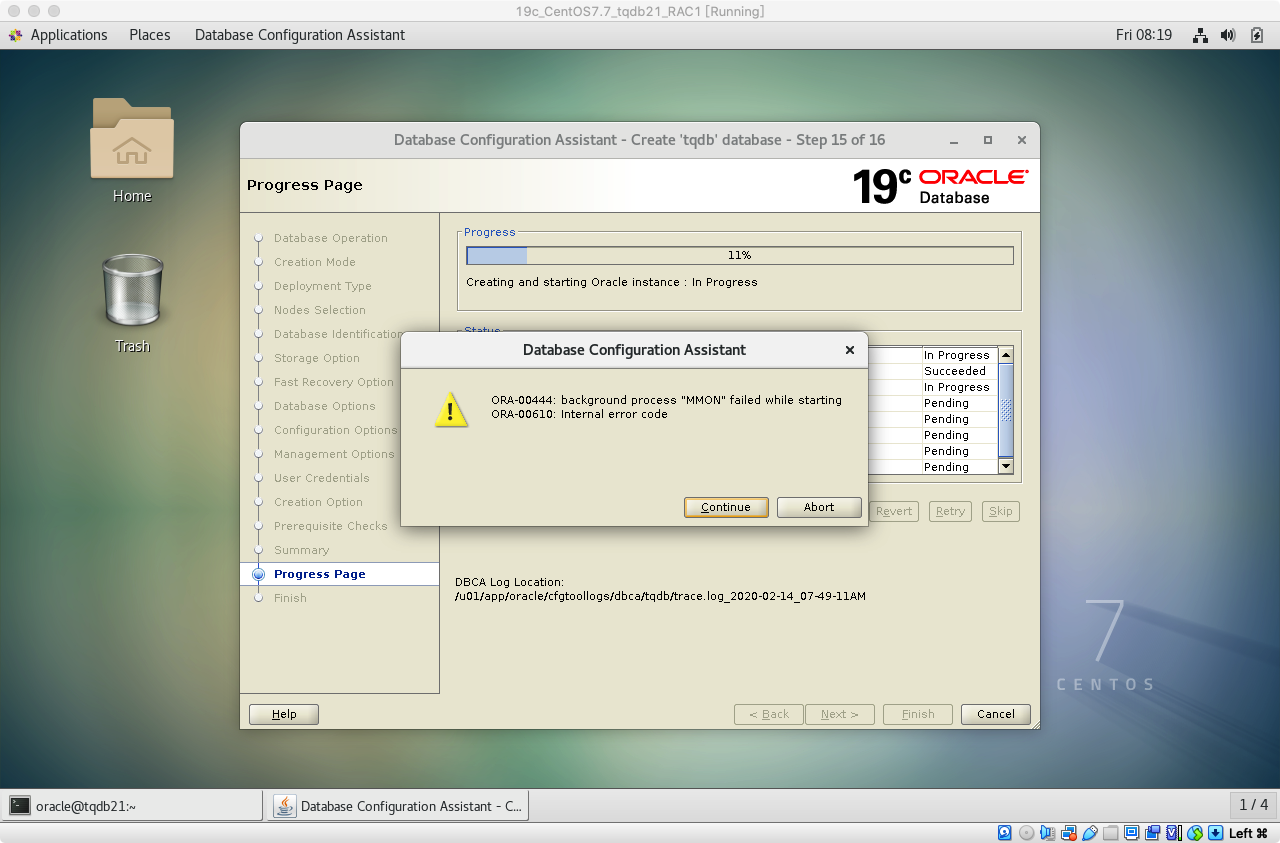 19c_CentOS7.7_tqdb21_RAC1 [Running]
Applications Places Database Configuration Assistant Fri 08:19
Home
Trash
Database Configuration Assistant - Create 'tqdb' database - Step 15 of 16
Progress Page
19c ORACLE Database
Database Operation
Creation Mode
Deployment Type
Nodes Selection
Database Identification
Storage Option
Fast Recovery Option
Database Options
Configuration Options
Management Options
User Credentials
Creation Option
Prerequisite Checks
Summary
Progress Page
Finish
Progress
11%
Creating and starting Oracle instance : In Progress
Status
In Progress
Succeeded
In Progress
Pending
Pending
Pending
Pending
Pending
Database Configuration Assistant
ORA-00444: background process "MMON" failed while starting
ORA-00610: Internal error code
Continue Abort
Revert Retry Skip
DBCA Log Location:
/u01/app/oracle/cfgtoollogs/dbca/tqdb/trace.log_2020-02-14_07-49-11AM
Help < Back Next > Finish Cancel
7
CENTOS
oracle@tqdb21:~ Database Configuration Assistant - C... 1 / 4
Left ⌘